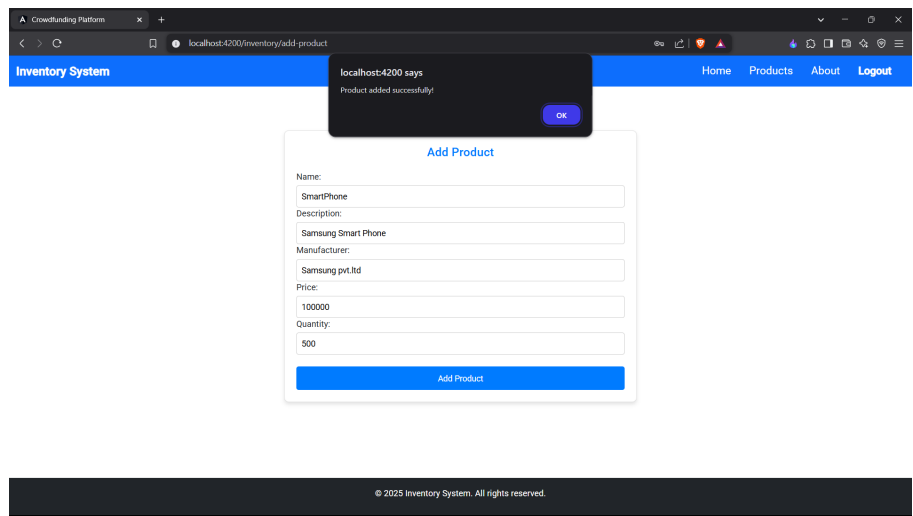 Crowdfunding Platform
localhost:4200/inventory/add-product
Inventory System
Home Products About Logout
localhost:4200 says
Product added successfully!
OK
Add Product
Name:
SmartPhone
Description:
Samsung Smart Phone
Manufacturer:
Samsung pvt.ltd
Price:
100000
Quantity:
500
Add Product
© 2025 Inventory System. All rights reserved.